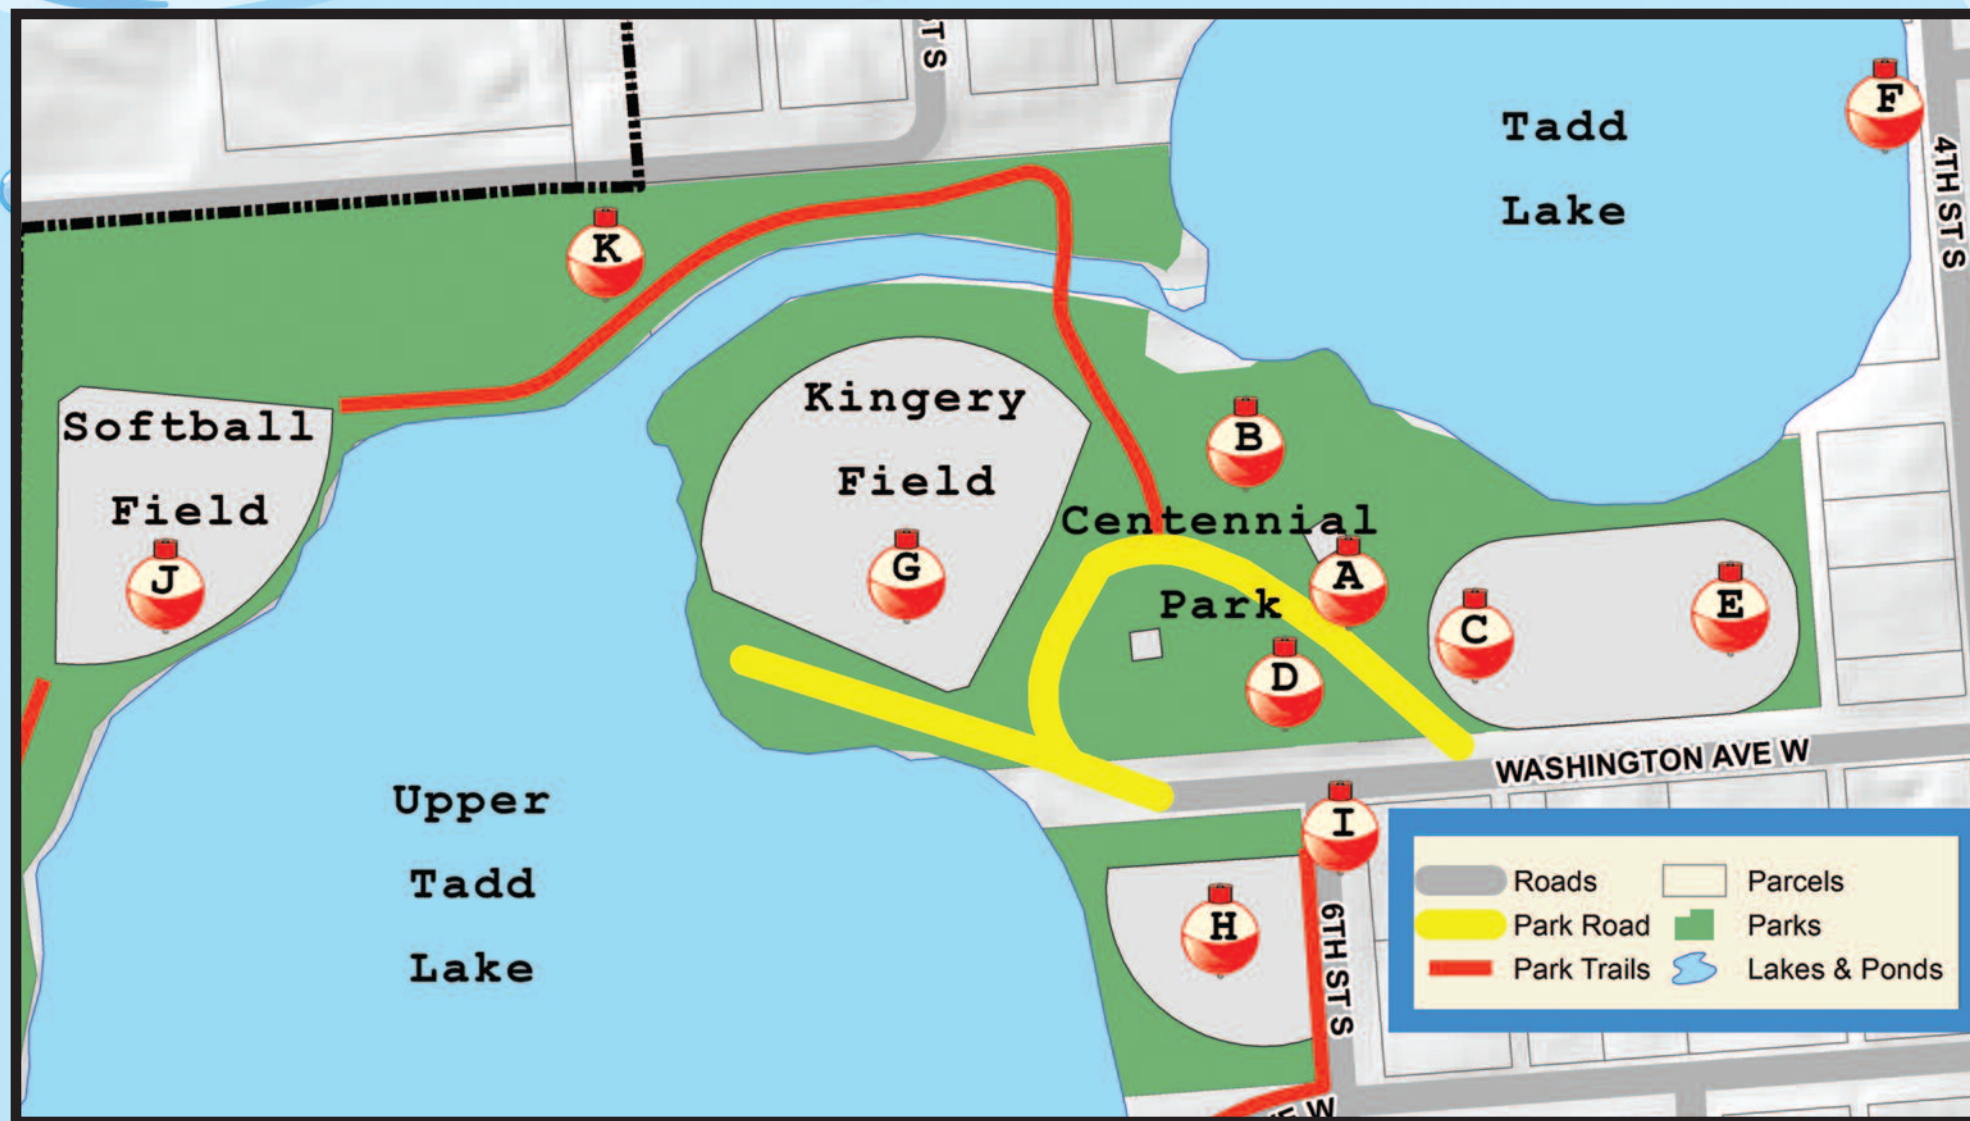 ST S
Tadd
Lake
F
4TH ST S
K
Kingery
Field
G
Softball
Field
J
B
Centennial
Park
A
C
E
D
WASHINGTON AVE W
I
Upper
Tadd
Lake
H
6TH ST S
Roads
Parcels
Park Road
Parks
Park Trails
Lakes & Ponds
W